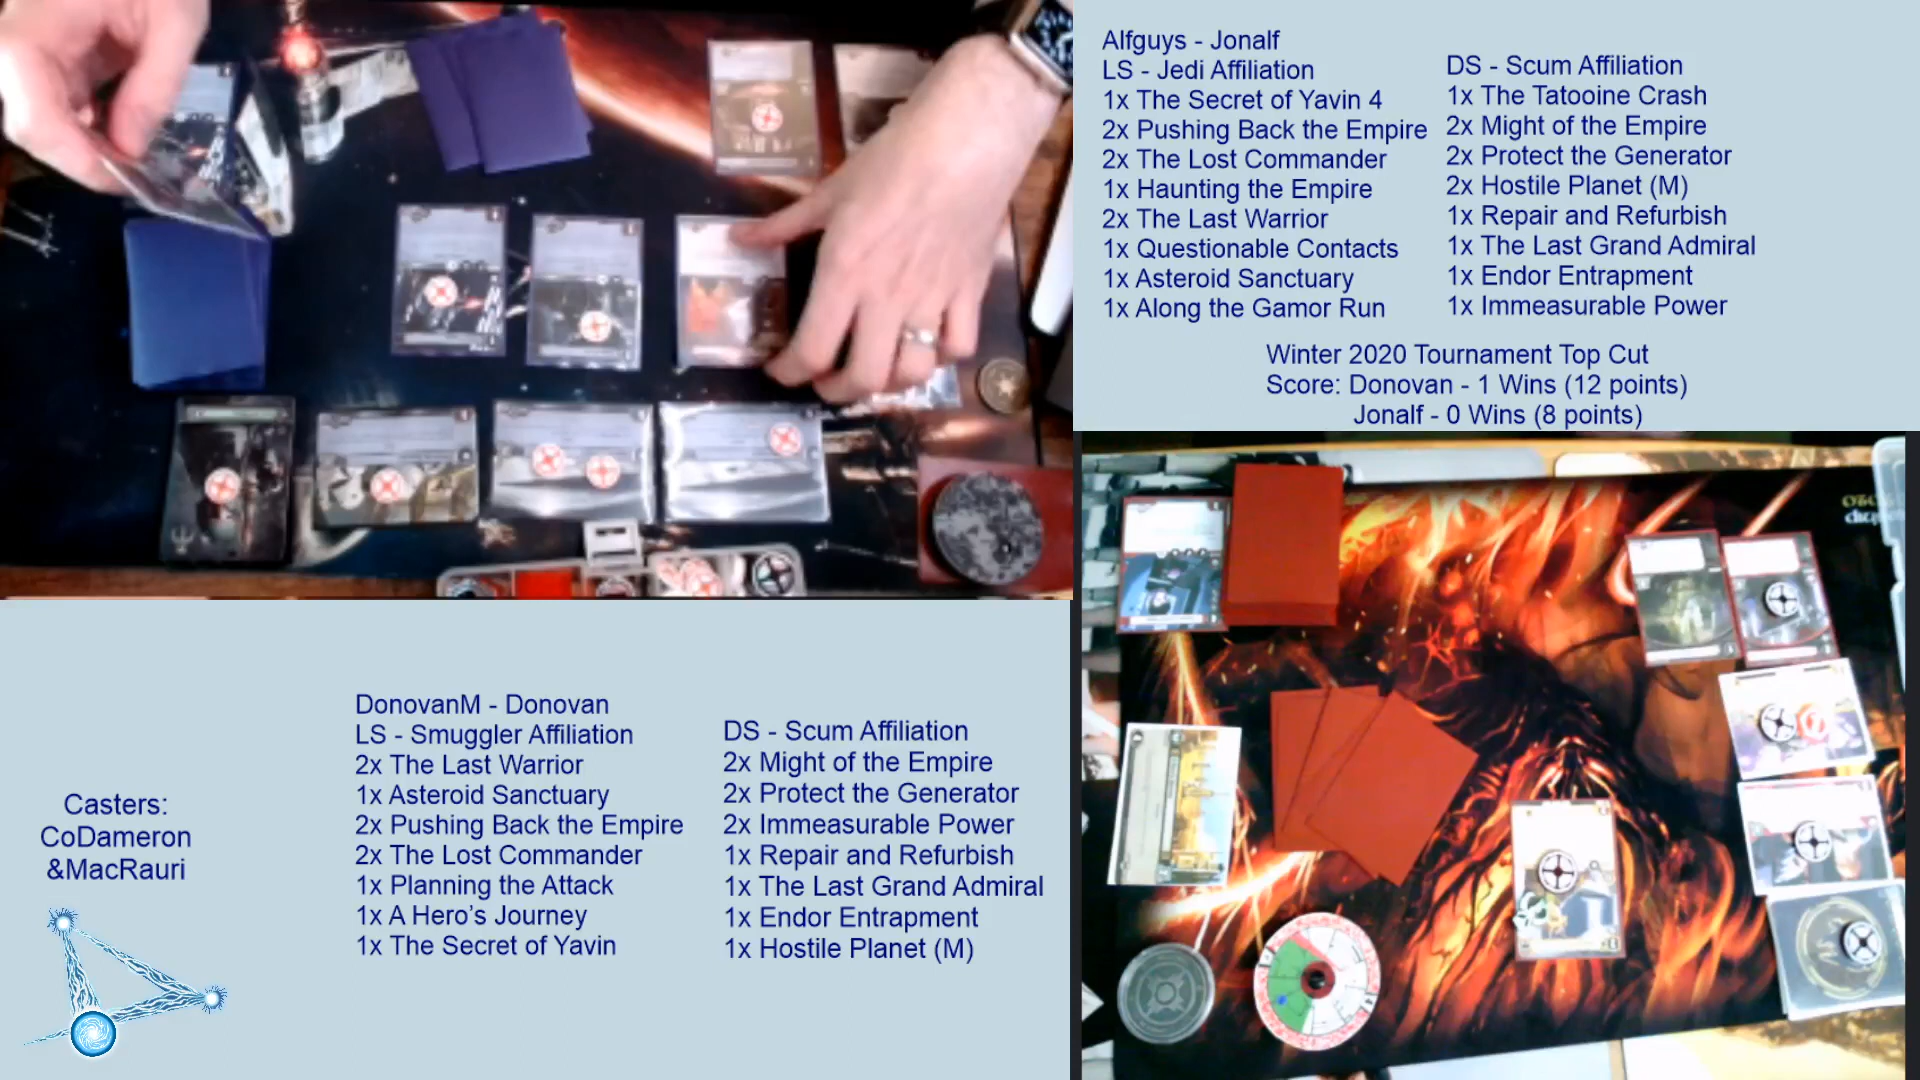 Alfguys - Jonalf
LS - Jedi Affiliation
1x The Secret of Yavin 4
2x Pushing Back the Empire
2x The Lost Commander
1x Haunting the Empire
2x The Last Warrior
1x Questionable Contacts
1x Asteroid Sanctuary
1x Along the Gamor Run
DS - Scum Affiliation
1x The Tatooine Crash
2x Might of the Empire
2x Protect the Generator
2x Hostile Planet (M)
1x Repair and Refurbish
1x The Last Grand Admiral
1x Endor Entrapment
1x Immeasurable Power
Winter 2020 Tournament Top Cut
Score: Donovan - 1 Wins (12 points)
Jonalf - 0 Wins (8 points)
Casters:
CoDameron
&MacRauri
DonovanM - Donovan
LS - Smuggler Affiliation
2x The Last Warrior
1x Asteroid Sanctuary
2x Pushing Back the Empire
2x The Lost Commander
1x Planning the Attack
1x A Hero’s Journey
1x The Secret of Yavin
DS - Scum Affiliation
2x Might of the Empire
2x Protect the Generator
2x Immeasurable Power
1x Repair and Refurbish
1x The Last Grand Admiral
1x Endor Entrapment
1x Hostile Planet (M)